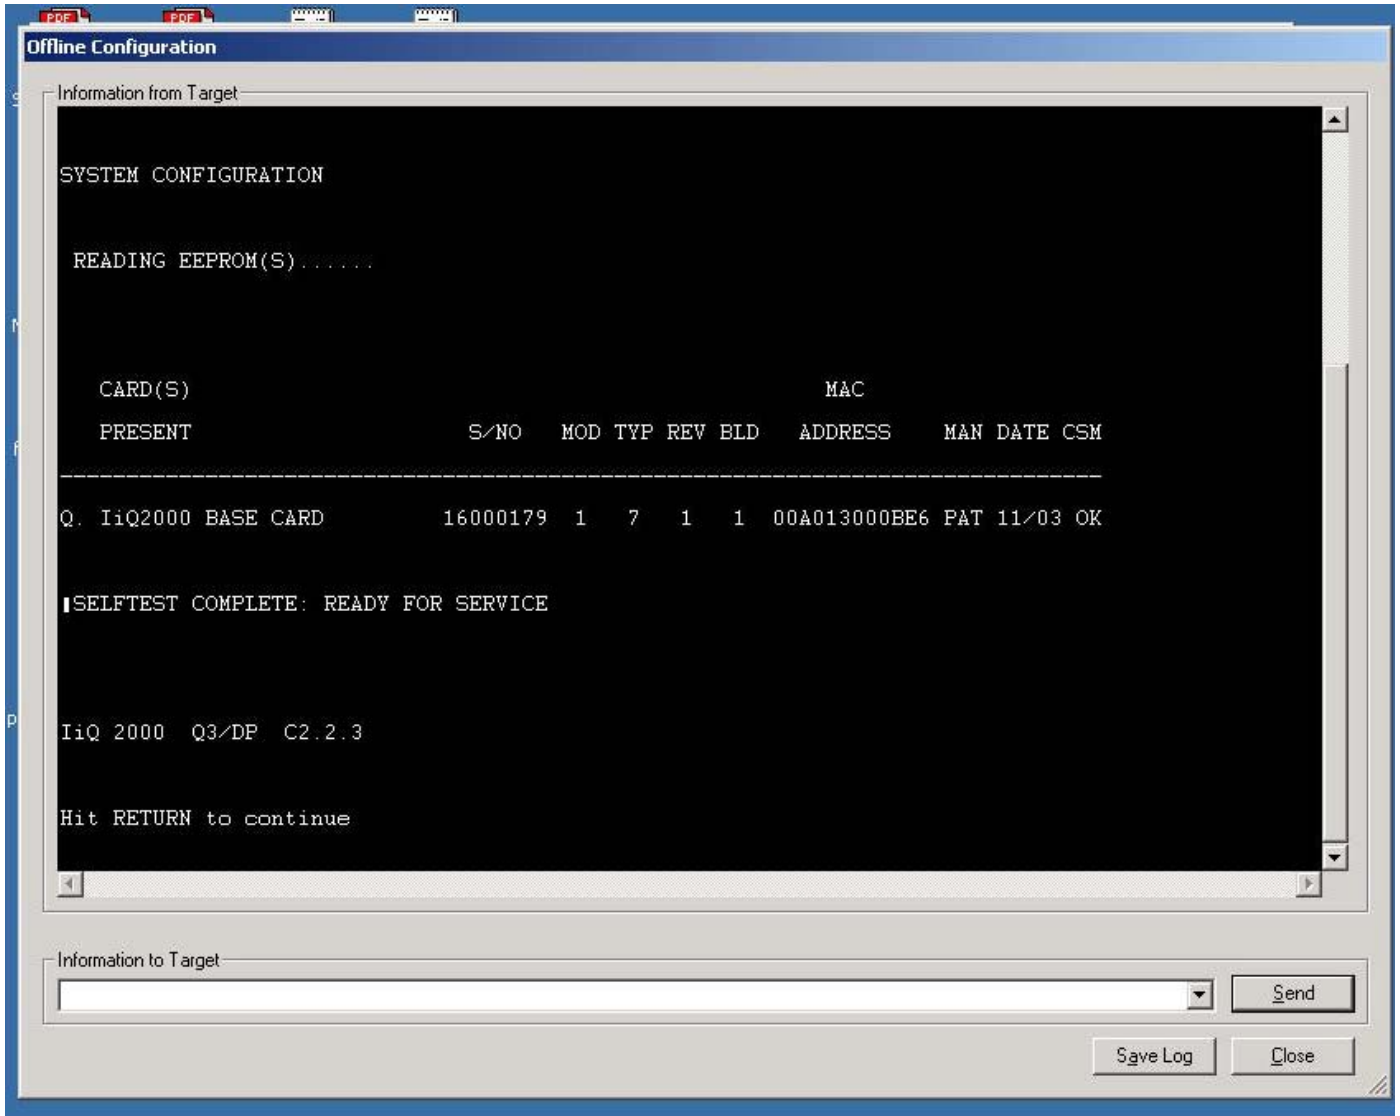 PDF PDF
Offline Configuration
Information from Target
SYSTEM CONFIGURATION
READING EEPROM(S)......
CARD(S) MAC
PRESENT S/NO MOD TYP REV BLD ADDRESS MAN DATE CSM
--------------------------------------------------------------------------------
Q. IiQ2000 BASE CARD 16000179 1 7 1 1 00A013000BE6 PAT 11/03 OK
SELFTEST COMPLETE: READY FOR SERVICE
IiQ 2000 Q3/DP C2.2.3
Hit RETURN to continue
Information to Target
Send
Save Log Close